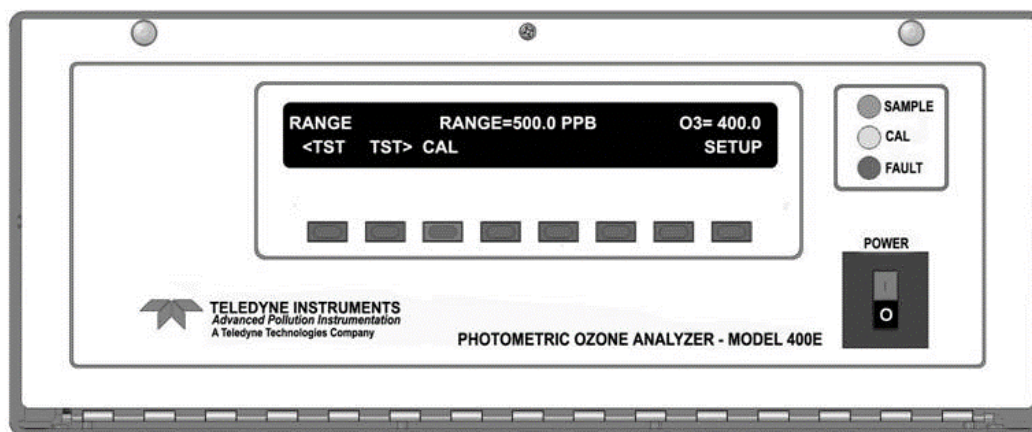 RANGE RANGE=500.0 PPB O3= 400.0
<TST TST> CAL SETUP
SAMPLE
CAL
FAULT
POWER
I
O
TELEDYNE INSTRUMENTS
Advanced Pollution Instrumentation
A Teledyne Technologies Company
PHOTOMETRIC OZONE ANALYZER - MODEL 400E